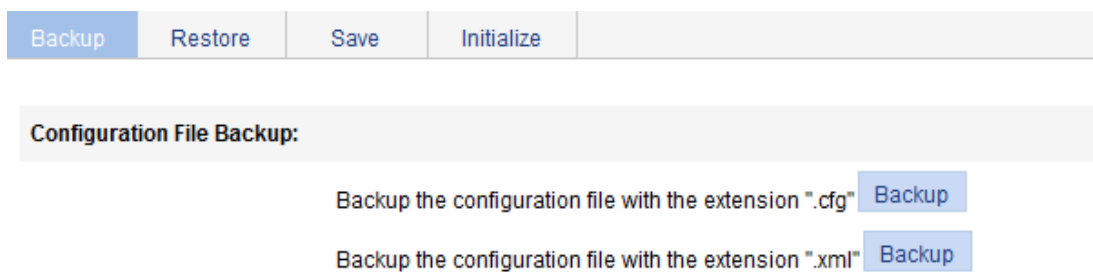 Backup Restore Save Initialize
Configuration File Backup:
Backup the configuration file with the extension ".cfg" Backup
Backup the configuration file with the extension ".xml" Backup